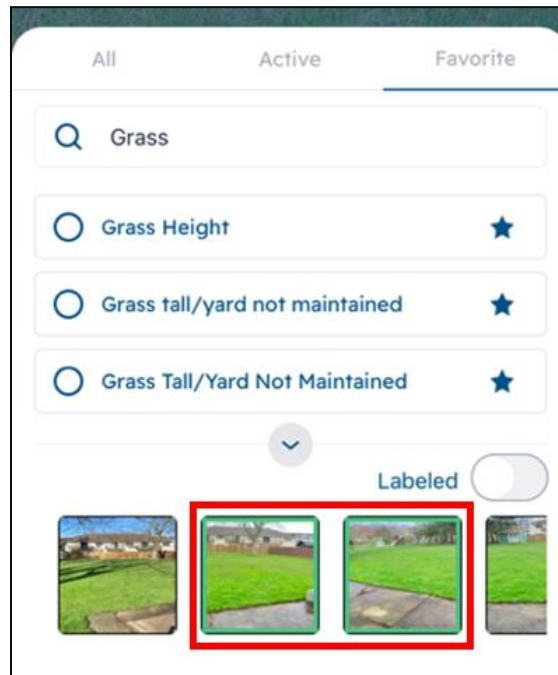 All Active Favorite
Grass
Grass Height
Grass tall/yard not maintained
Grass Tall/Yard Not Maintained
Labeled